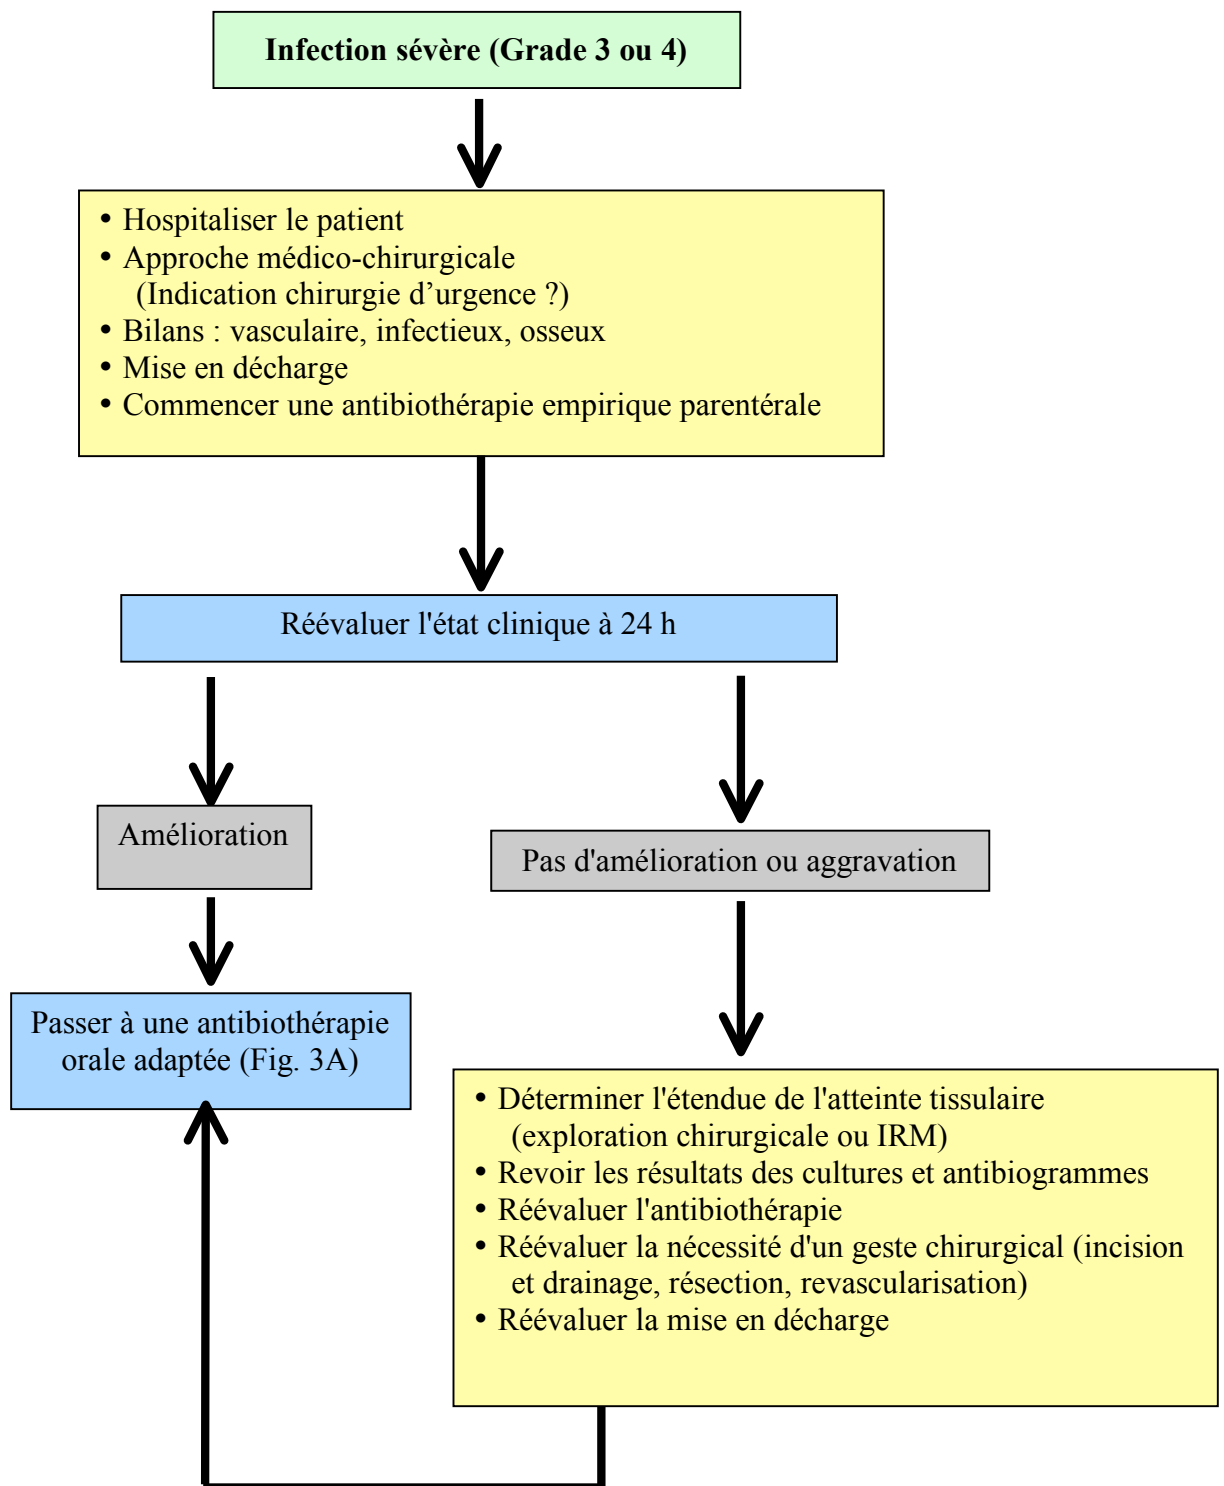 Infection sévère (Grade 3 ou 4)
• Hospitaliser le patient
• Approche médico-chirurgicale
(Indication chirurgie d’urgence ?)
• Bilans : vasculaire, infectieux, osseux
• Mise en décharge
• Commencer une antibiothérapie empirique parentérale
Réévaluer l'état clinique à 24 h
Amélioration
Pas d'amélioration ou aggravation
Passer à une antibiothérapie
orale adaptée (Fig. 3A)
• Déterminer l'étendue de l'atteinte tissulaire
(exploration chirurgicale ou IRM)
• Revoir les résultats des cultures et antibiogrammes
• Réévaluer l'antibiothérapie
• Réévaluer la nécessité d'un geste chirurgical (incision
et drainage, résection, revascularisation)
• Réévaluer la mise en décharge